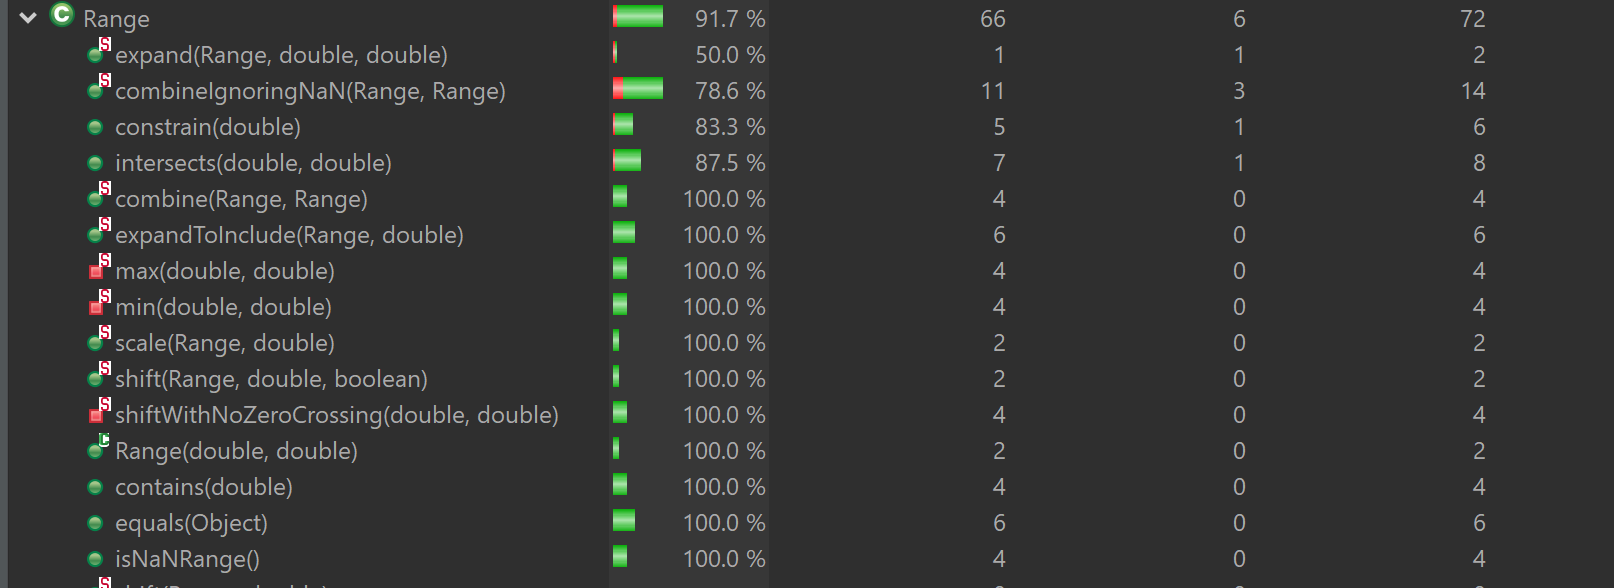 Range 91.7 % 66 6 72
expand(Range, double, double) 50.0 % 1 1 2
combineIgnoringNaN(Range, Range) 78.6 % 11 3 14
constrain(double) 83.3 % 5 1 6
intersects(double, double) 87.5 % 7 1 8
combine(Range, Range) 100.0 % 4 0 4
expandToInclude(Range, double) 100.0 % 6 0 6
max(double, double) 100.0 % 4 0 4
min(double, double) 100.0 % 4 0 4
scale(Range, double) 100.0 % 2 0 2
shift(Range, double, boolean) 100.0 % 2 0 2
shiftWithNoZeroCrossing(double, double) 100.0 % 4 0 4
Range(double, double) 100.0 % 2 0 2
contains(double) 100.0 % 4 0 4
equals(Object) 100.0 % 6 0 6
isNaNRange() 100.0 % 4 0 4